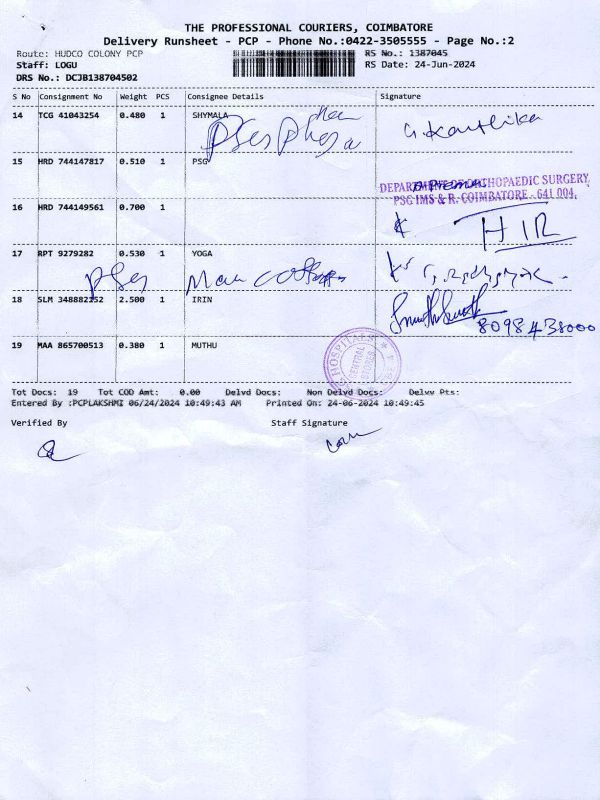 THE PROFESSIONAL COURIERS, COIMBATORE
Delivery Runsheet - PCP - Phone No.:0422-3505555 - Page No.:2
Route: HUDCO COLONY PCP RS No.: 1387045
Staff: LOGU RS Date: 24-Jun-2024
DRS No.: DCJB138704502
S No Consignment No Weight PCS Consignee Details Signature
14 TCG 41043254 0.480 1 SHYMALA
15 HRD 744147817 0.510 1 PSG
DEPARTMENT OF ORTHOPAEDIC SURGERY
PSG IMS & R. COIMBATORE - 641 004.
16 HRD 744149561 0.700 1
HIR
17 RPT 9279282 0.530 1 YOGA
18 SLM 348882152 2.500 1 IRIN
8098438000
19 MAA 865700513 0.380 1 MUTHU
HOSPITALS
CENTRAL STORES
Tot Docs: 19 Tot COD Amt: 0.00 Delvd Docs: Non Delvd Docs: Delvy Pts:
Entered By :PCPLAKSHMI 06/24/2024 10:49:43 AM Printed On: 24-06-2024 10:49:45
Verified By Staff Signature